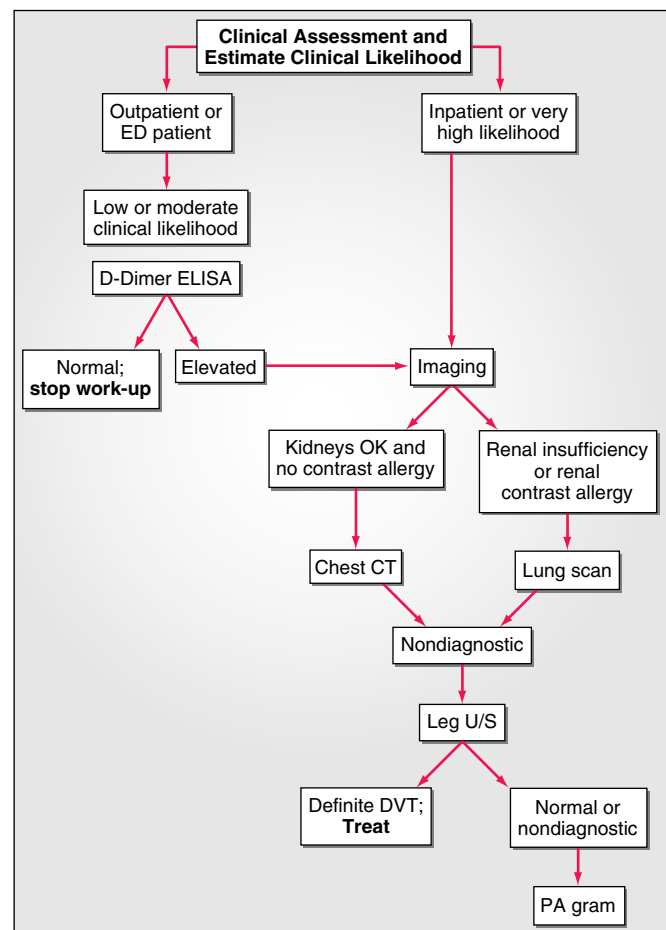 Clinical Assessment and
Estimate Clinical Likelihood
Outpatient or
ED patient
Inpatient or very
high likelihood
Low or moderate
clinical likelihood
D-Dimer ELISA
Normal;
stop work-up
Elevated
Imaging
Kidneys OK and
no contrast allergy
Renal insufficiency
or renal
contrast allergy
Chest CT
Lung scan
Nondiagnostic
Leg U/S
Definite DVT;
Treat
Normal or
nondiagnostic
PA gram